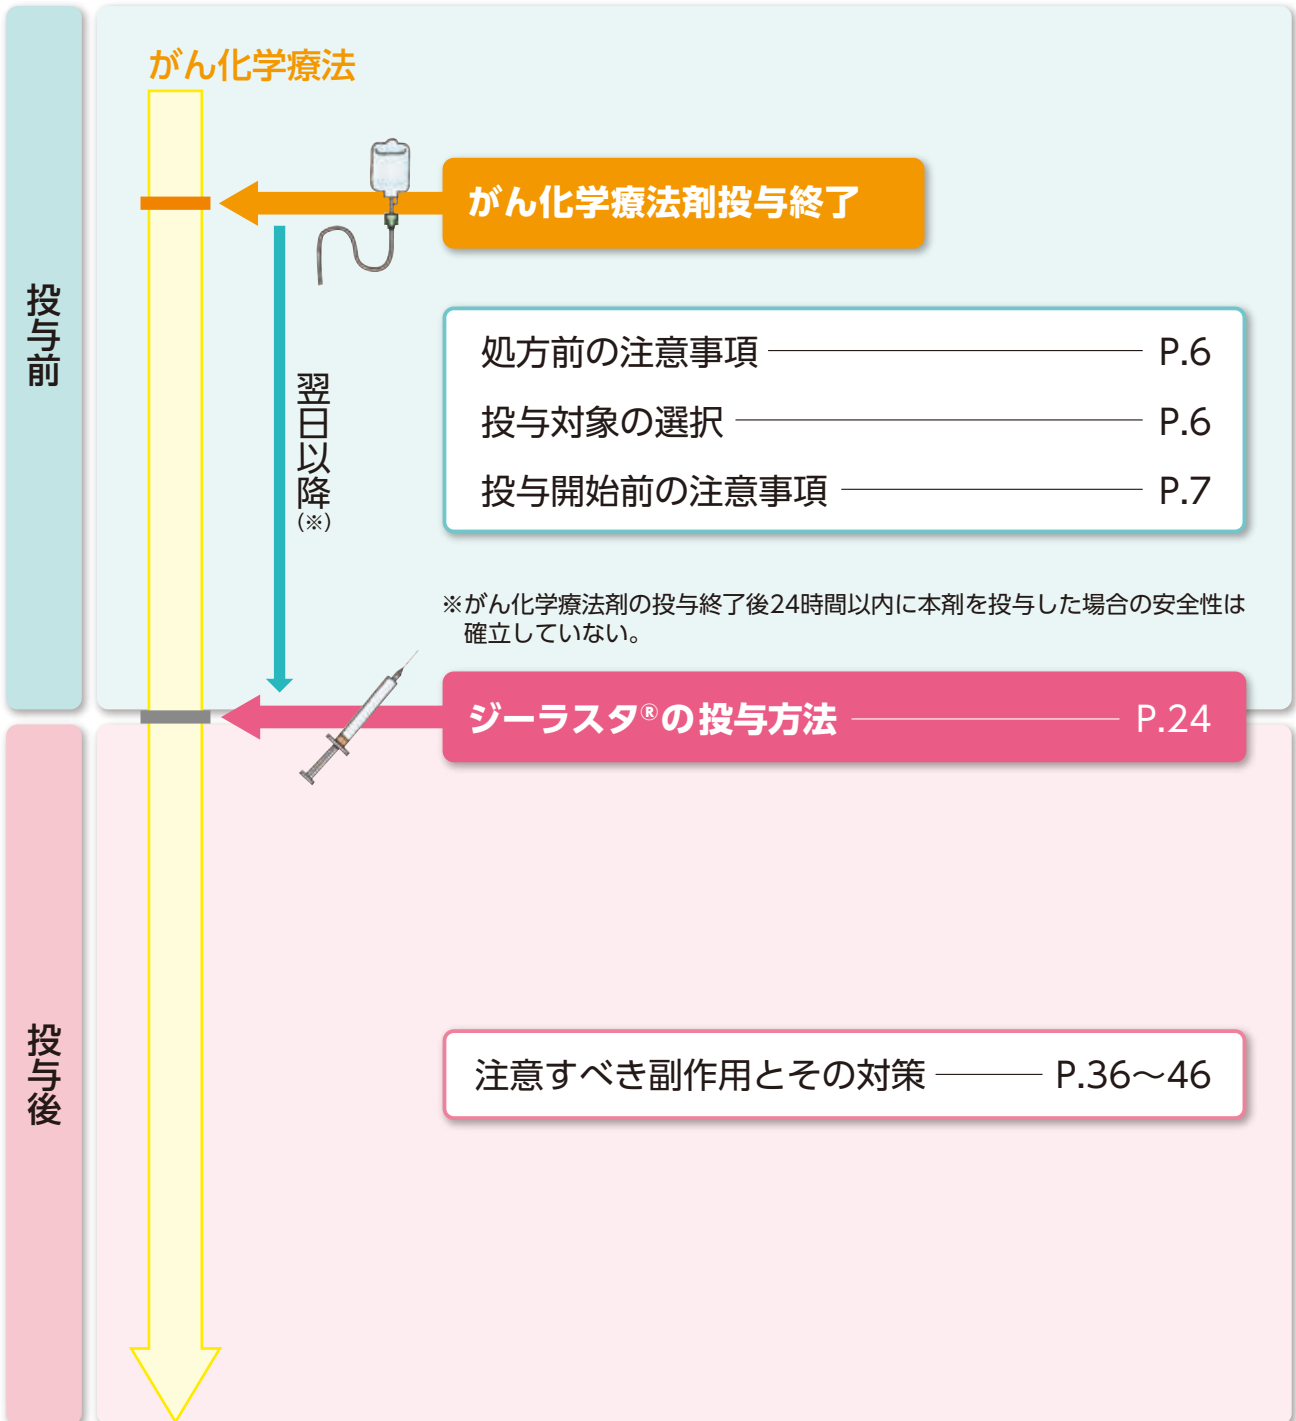 投与前
がん化学療法
がん化学療法剤投与終了
翌日以降
(※)
処方前の注意事項 P.6
投与対象の選択 P.6
投与開始前の注意事項 P.7
※がん化学療法剤の投与終了後24時間以内に本剤を投与した場合の安全性は
確立していない。
ジーラスタ®の投与方法 P.24
投与後
注意すべき副作用とその対策 P.36〜46